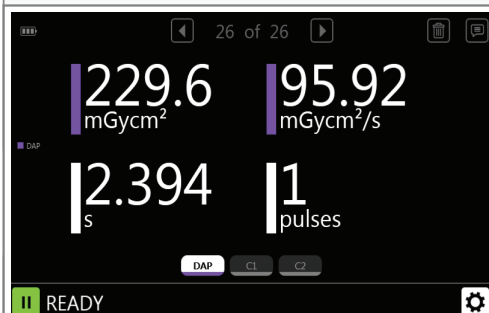 26 of 26
229.6
mGycm²
95.92
mGycm²/s
DAP
2.394
s
1
pulses
DAP C1 C2
READY